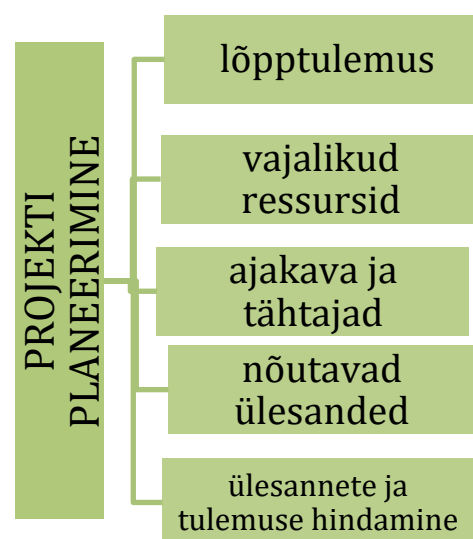 PROJEKTI
PLANEERIMINE
lõpptulemus
vajalikud
ressursid
ajakava ja
tähtajad
nõutavad
ülesanded
ülesannete ja
tulemuse hindamine